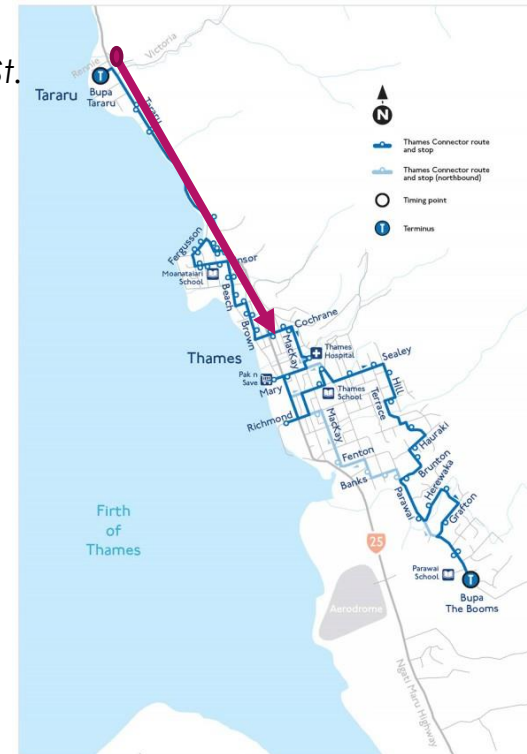 St.
Rennie
Victoria
Tararu
Bupa
Tararu
Tararu
N
Thames Connector route
and stop
Thames Connector route
and stop (northbound)
Timing point
T
Terminus
T
Fergusson
Moanataiari
School
Beach
Brown
Cochrane
MacKay
Thames
Hospital
Thames
Pak n
Save
Mary
Thames
School
Sealey
Hill
Terrace
Richmond
MacKay
Fenton
Banks
Hauraki
Brunton
Herewaka
Grafton
Parawai
Firth
of
Thames
25
Parawai
School
T
Bupa
The Booms
Aerodrome
Ngati Maru Highway